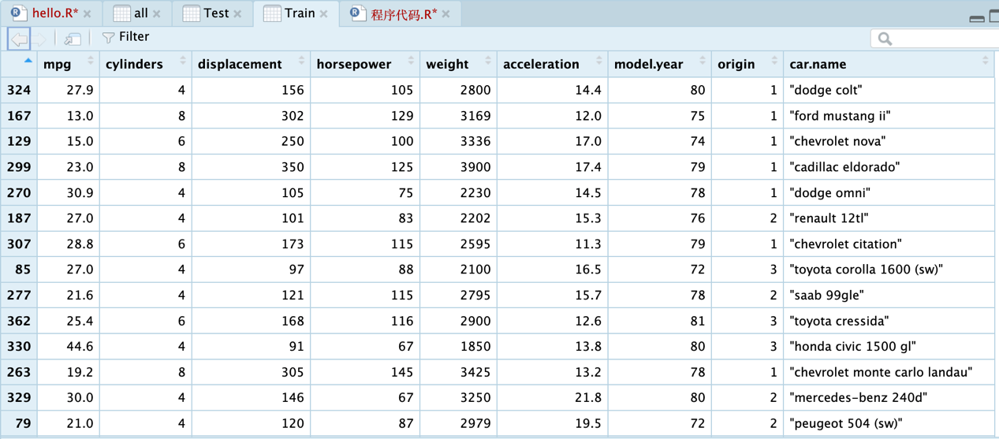 hello.R* all Test Train 程序代码.R*
Filter
mpg cylinders displacement horsepower weight acceleration model.year origin car.name
324 27.9 4 156 105 2800 14.4 80 1 "dodge colt"
167 13.0 8 302 129 3169 12.0 75 1 "ford mustang ii"
129 15.0 6 250 100 3336 17.0 74 1 "chevrolet nova"
299 23.0 8 350 125 3900 17.4 79 1 "cadillac eldorado"
270 30.9 4 105 75 2230 14.5 78 1 "dodge omni"
187 27.0 4 101 83 2202 15.3 76 2 "renault 12tl"
307 28.8 6 173 115 2595 11.3 79 1 "chevrolet citation"
85 27.0 4 97 88 2100 16.5 72 3 "toyota corolla 1600 (sw)"
277 21.6 4 121 115 2795 15.7 78 2 "saab 99gle"
362 25.4 6 168 116 2900 12.6 81 3 "toyota cressida"
330 44.6 4 91 67 1850 13.8 80 3 "honda civic 1500 gl"
263 19.2 8 305 145 3425 13.2 78 1 "chevrolet monte carlo landau"
329 30.0 4 146 67 3250 21.8 80 2 "mercedes-benz 240d"
79 21.0 4 120 87 2979 19.5 72 2 "peugeot 504 (sw)"